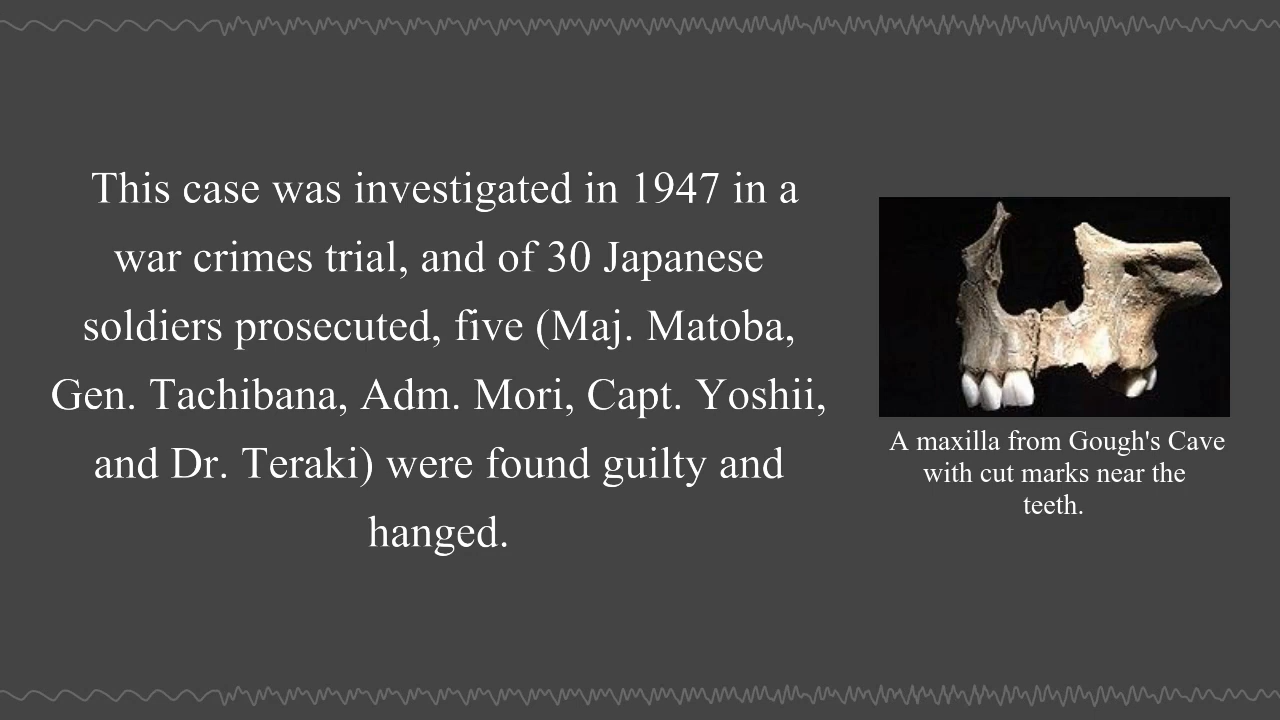 This case was investigated in 1947 in a
war crimes trial, and of 30 Japanese
soldiers prosecuted, five (Maj. Matoba,
Gen. Tachibana, Adm. Mori, Capt. Yoshii,
and Dr. Teraki) were found guilty and
hanged.
A maxilla from Gough's Cave
with cut marks near the
teeth.